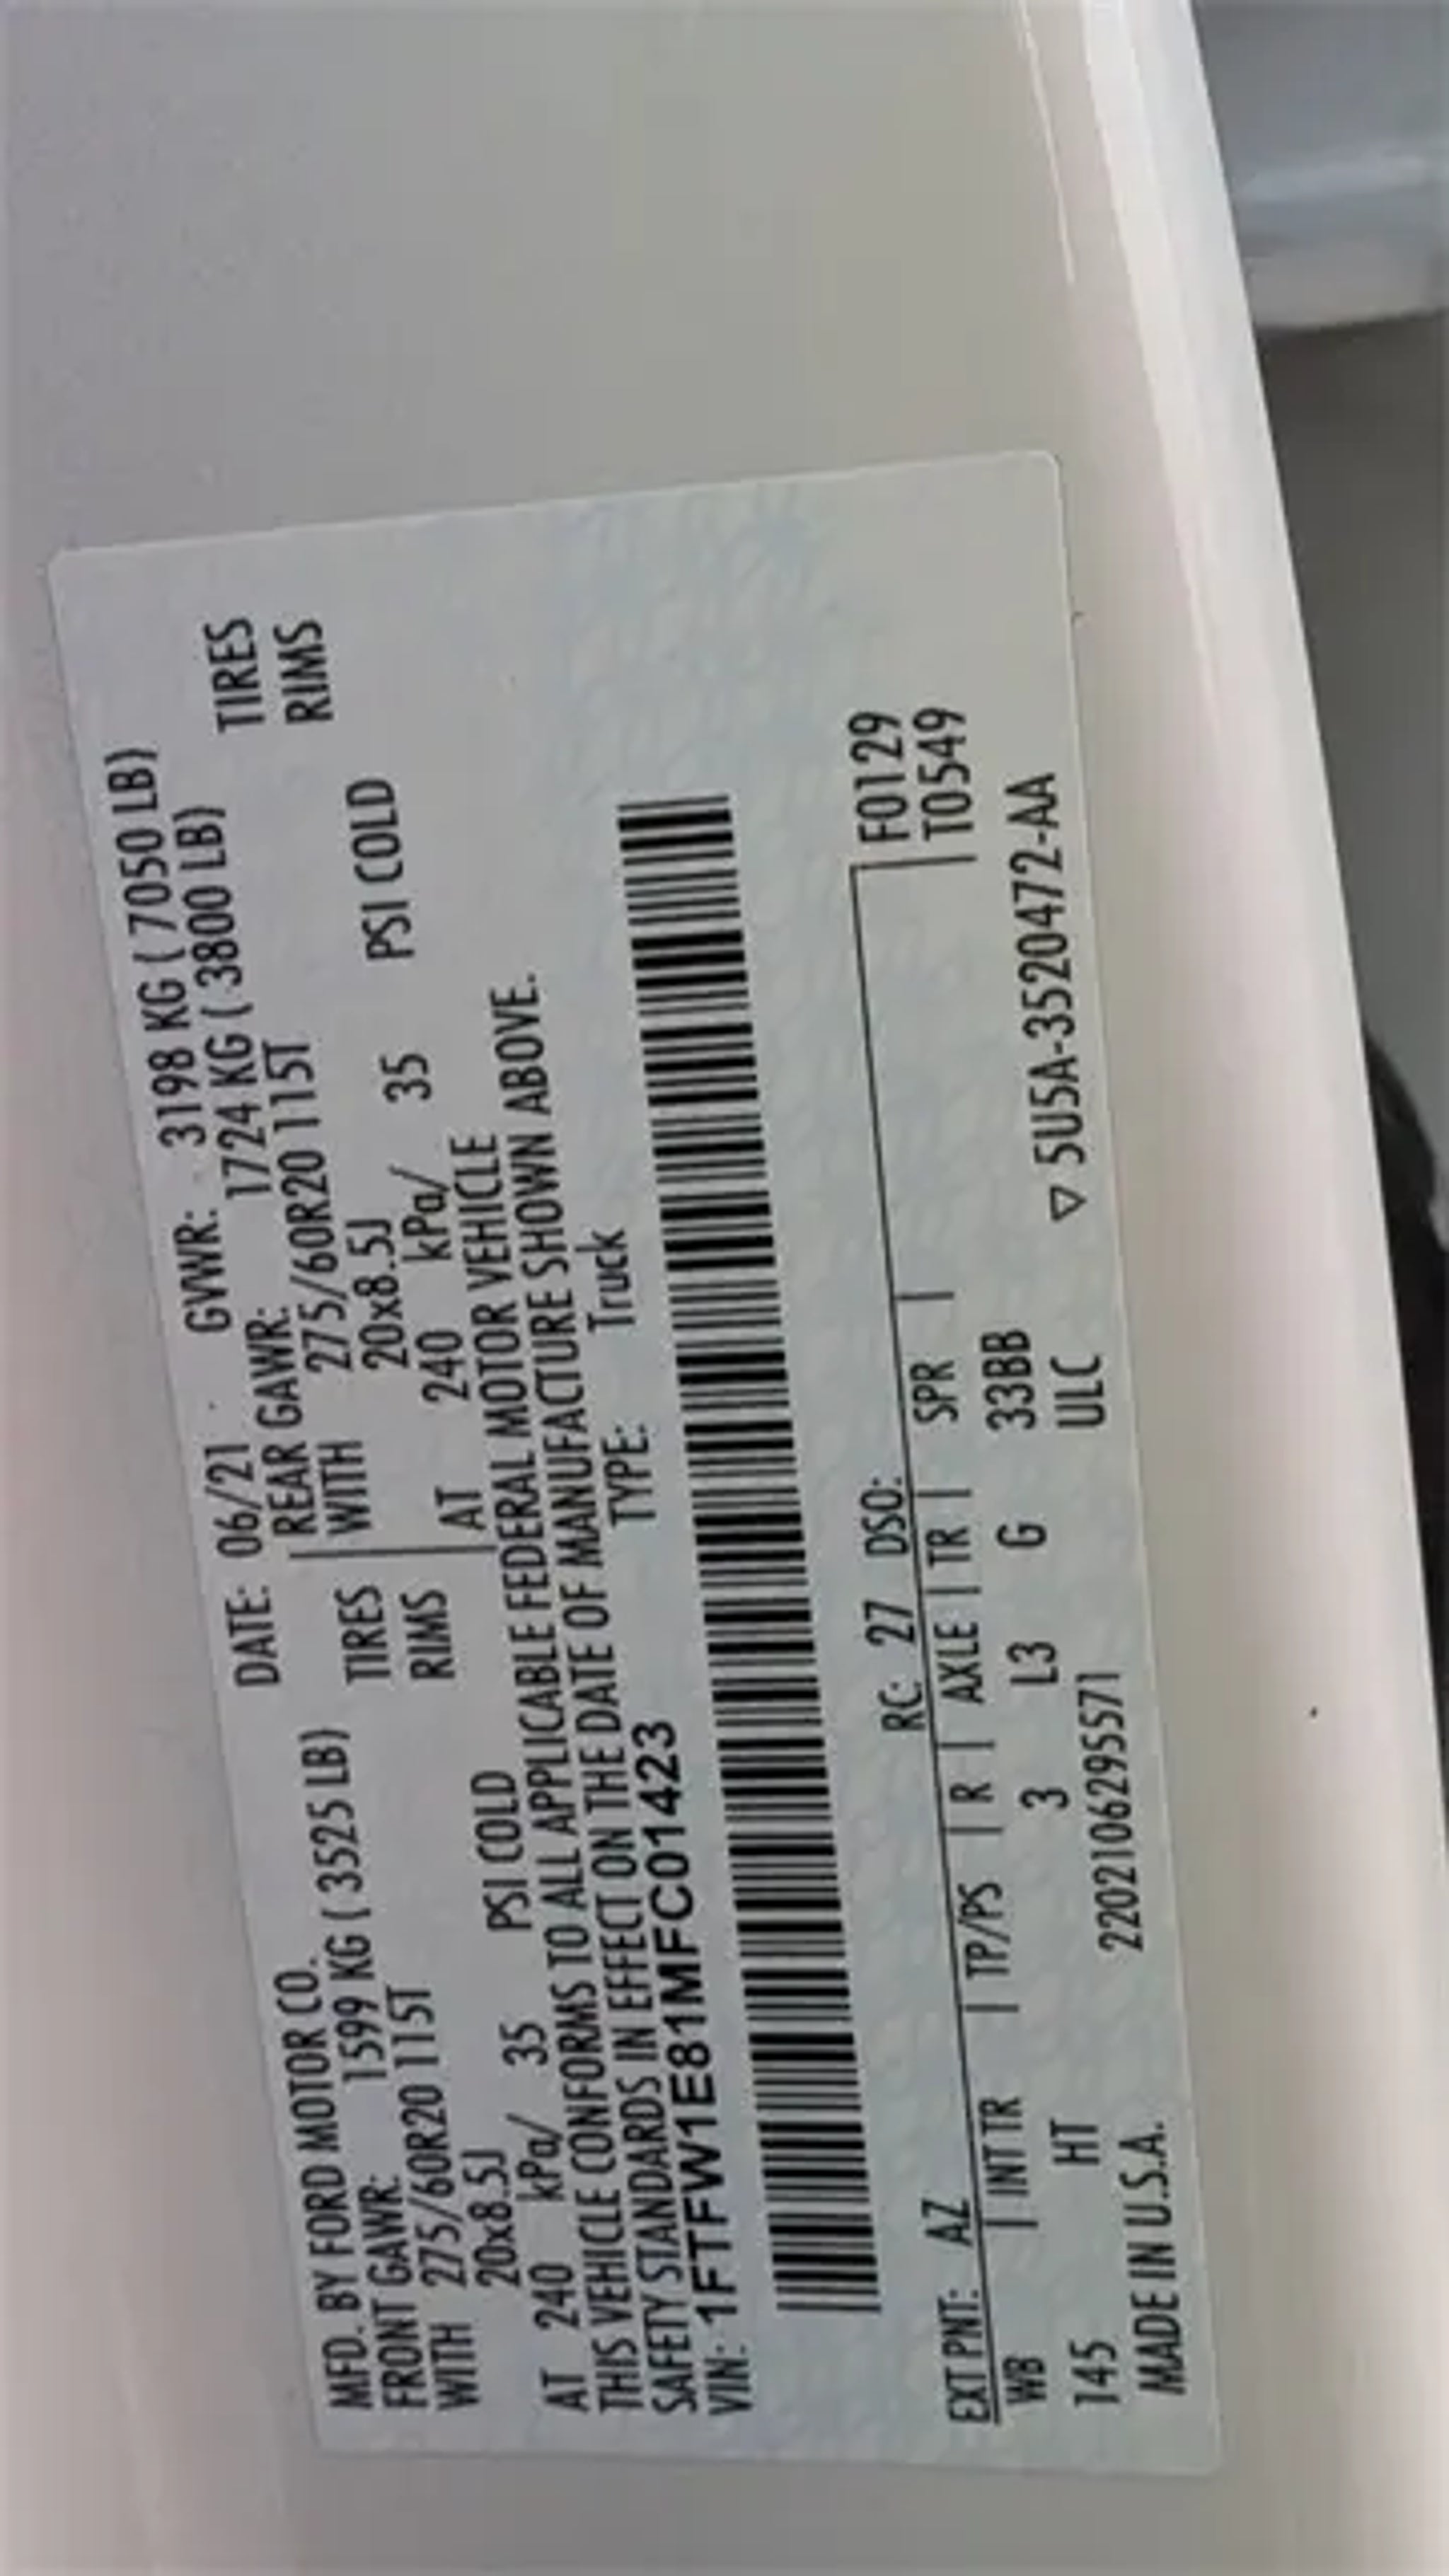 MFD. BY FORD MOTOR CO. DATE: 06/21 GVWR: 3198 KG ( 7050 LB)
FRONT GAWR: 1599 KG ( 3525 LB) REAR GAWR: 1724 KG ( 3800 LB)
WITH 275/60R20 115T TIRES WITH 275/60R20 115T TIRES
20x8.5J RIMS 20x8.5J RIMS
AT 240 kPa/ 35 PSI COLD AT 240 kPa/ 35 PSI COLD
THIS VEHICLE CONFORMS TO ALL APPLICABLE FEDERAL MOTOR VEHICLE
SAFETY STANDARDS IN EFFECT ON THE DATE OF MANUFACTURE SHOWN ABOVE.
VIN: 1FTFW1E81MFC01423 TYPE: Truck
EXT PNT: AZ RC: 27 DSO: F0129
WB | INT TR | TP/PS | R | AXLE | TR | SPR | T0549
145 HT 3 L3 G 33BB
MADE IN U.S.A. 220210629S571 ULC ▽ 5U5A-3520472-AA